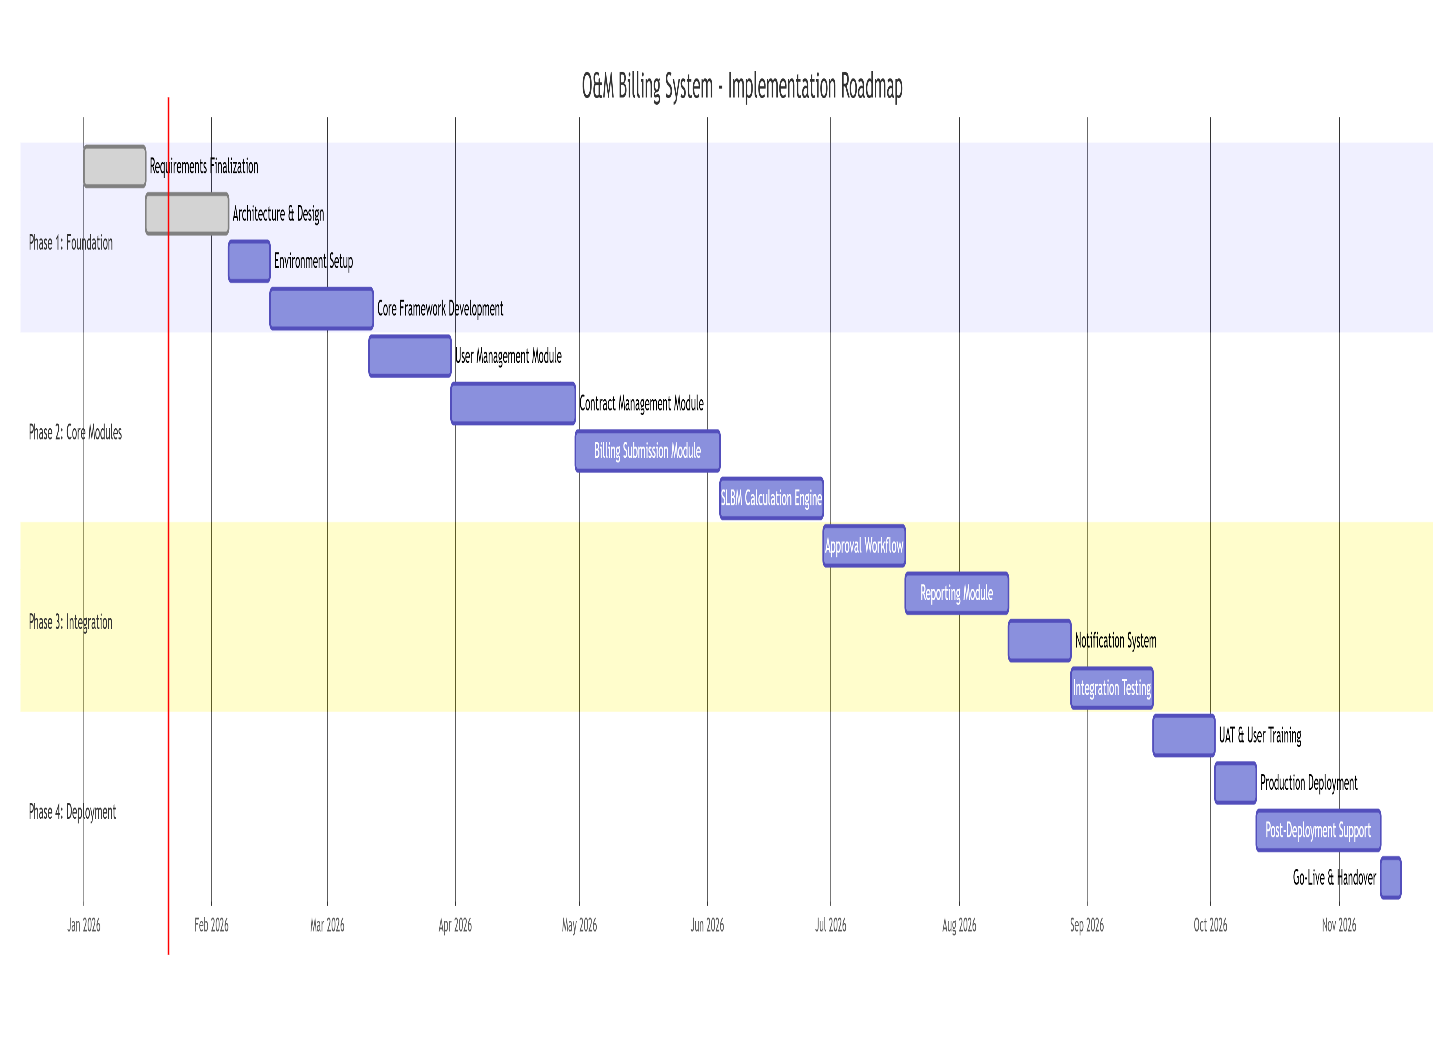 O&M Billing System - Implementation Roadmap
Requirements Finalization
Architecture & Design
Phase 1: Foundation
Environment Setup
Core Framework Development
User Management Module
Contract Management Module
Phase 2: Core Modules
Billing Submission Module
SLBM Calculation Engine
Approval Workflow
Reporting Module
Phase 3: Integration
Notification System
Integration Testing
UAT & User Training
Production Deployment
Phase 4: Deployment
Post-Deployment Support
Go-Live & Handover
Jan 2026 Feb 2026 Mar 2026 Apr 2026 May 2026 Jun 2026 Jul 2026 Aug 2026 Sep 2026 Oct 2026 Nov 2026